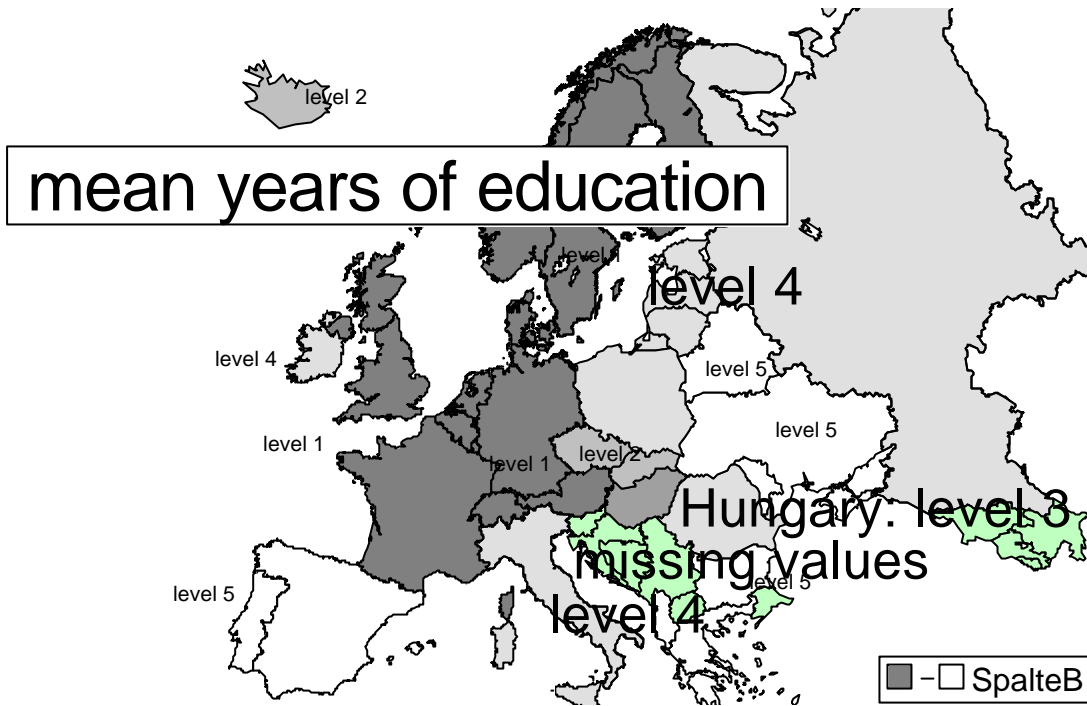 level 2
mean years of education
level 1
level 4
level 4
level 5
level 5
level 1
level 1
level 2
Hungary: level 3
missing values
level 5
level 5
level 4
– SpalteB